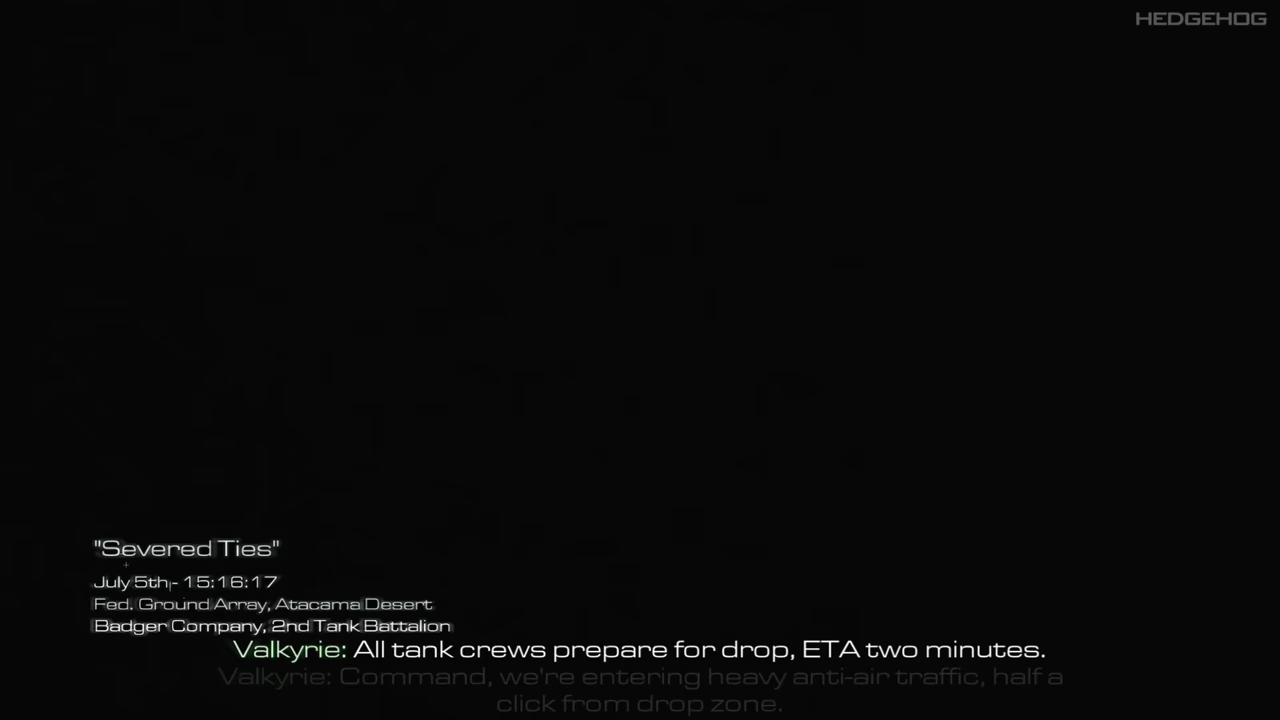 HEDGEHOG
"Severed Ties"
July 5th - 15:16:17
Fed. Ground Array, Atacama Desert
Badger Company, 2nd Tank Battalion
Valkyrie: All tank crews prepare for drop, ETA two minutes.
Valkyrie: Command, we're entering heavy anti-air traffic, half a
click from drop zone.